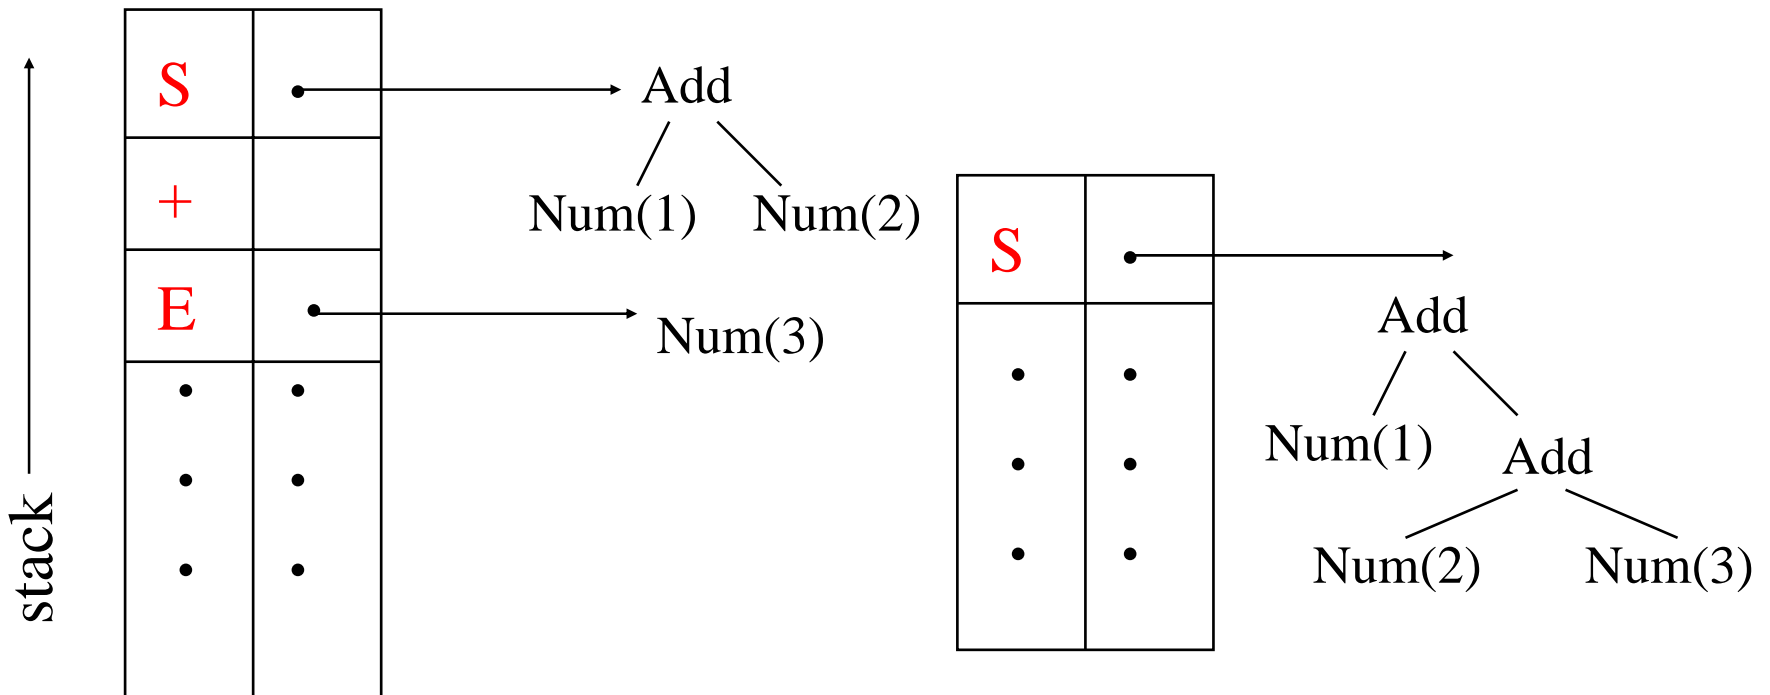 S
Add
+
Num(1) Num(2)
E
Num(3)
stack
S
Add
Num(1)
Add
Num(2) Num(3)